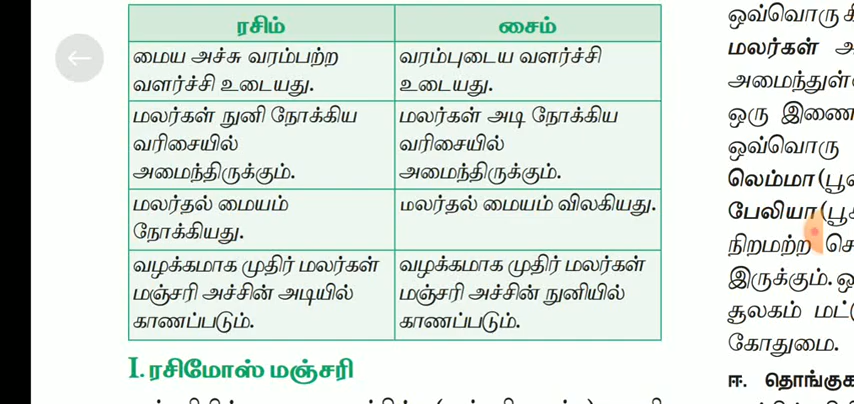 ரசிம் சைம்
மைய அச்சு வரம்பற்ற
வளர்ச்சி உடையது.
வரம்புடைய வளர்ச்சி
உடையது.
மலர்கள் நுனி நோக்கிய
வரிசையில்
அமைந்திருக்கும்.
மலர்கள் அடி நோக்கிய
வரிசையில்
அமைந்திருக்கும்.
மலர்தல் மையம்
நோக்கியது.
மலர்தல் மையம் விலகியது.
வழக்கமாக முதிர் மலர்கள்
மஞ்சரி அச்சின் அடியில்
காணப்படும்.
வழக்கமாக முதிர் மலர்கள்
மஞ்சரி அச்சின் நுனியில்
காணப்படும்.
I. ரசிமோஸ் மஞ்சரி
ஒவ்வொரு
மலர்கள்
ஒரு
ஒவ்வொரு
லெம்மா
பேலியா
நிறமற்ற
இருக்கும்.
சூலகம்
கோதுமை.
ஈ.